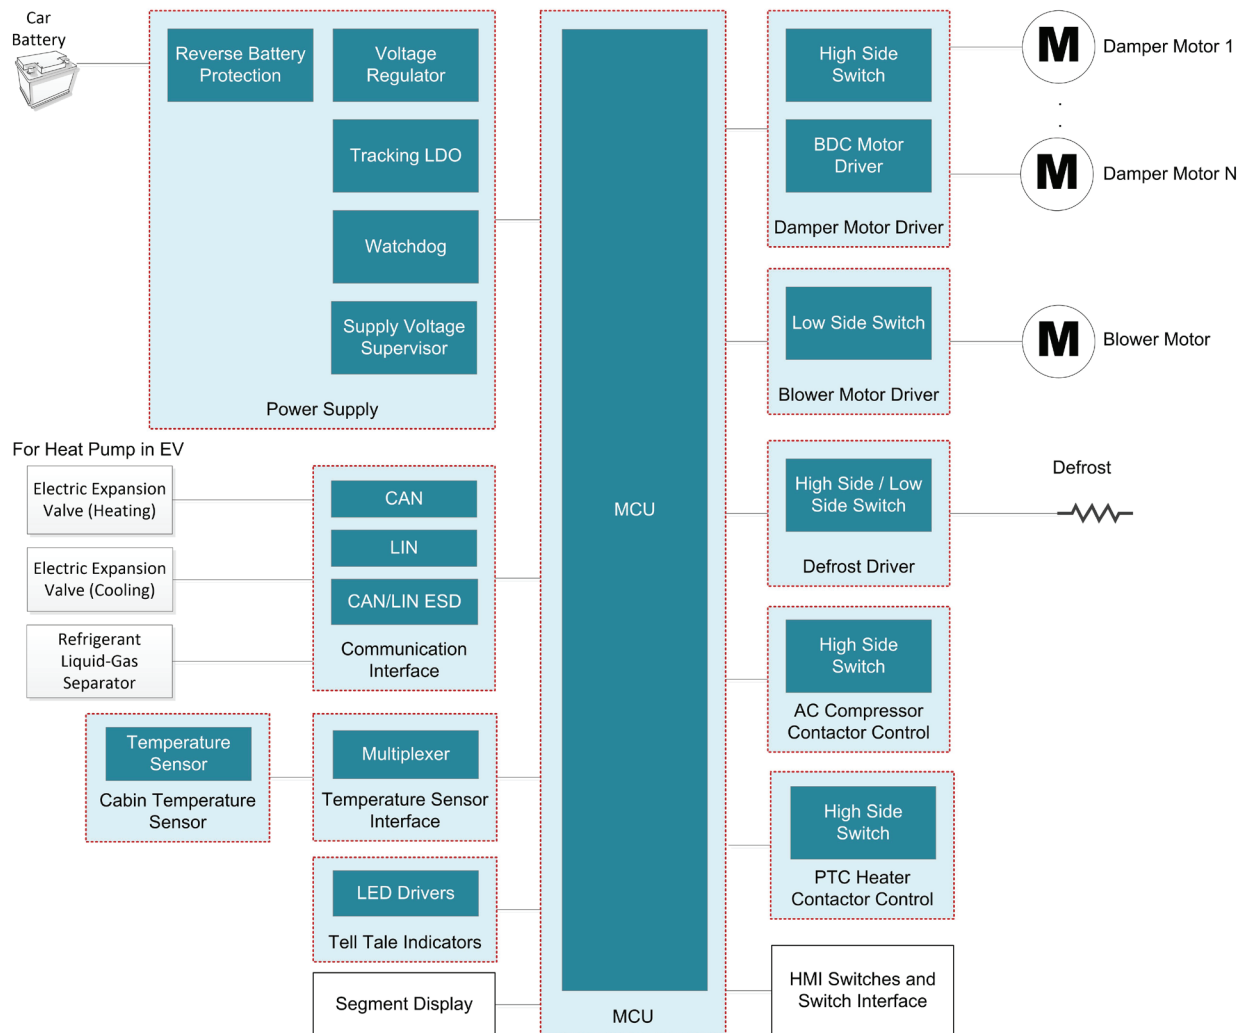 Car
Battery
Reverse Battery
Protection
Voltage
Regulator
Tracking LDO
Watchdog
Supply Voltage
Supervisor
Power Supply
For Heat Pump in EV
Electric Expansion
Valve (Heating)
Electric Expansion
Valve (Cooling)
Refrigerant
Liquid-Gas
Separator
CAN
LIN
CAN/LIN ESD
Communication
Interface
Temperature
Sensor
Cabin Temperature
Sensor
Multiplexer
Temperature Sensor
Interface
LED Drivers
Tell Tale Indicators
Segment Display
MCU
MCU
High Side
Switch
BDC Motor
Driver
Damper Motor Driver
M
Damper Motor 1
.
.
M
Damper Motor N
Low Side Switch
Blower Motor Driver
M
Blower Motor
High Side / Low
Side Switch
Defrost Driver
Defrost
High Side
Switch
AC Compressor
Contactor Control
High Side
Switch
PTC Heater
Contactor Control
HMI Switches and
Switch Interface